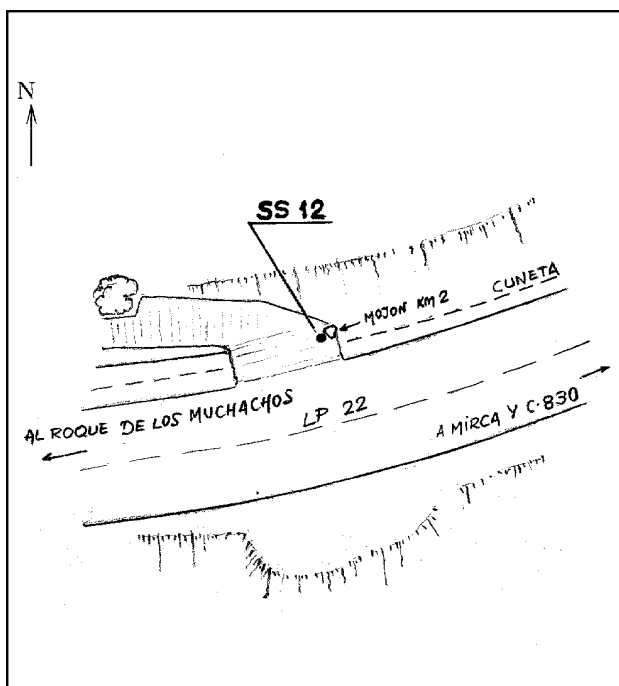 N
SS 12
CUNETA
MOJON KM 2
AL ROQUE DE LOS MUCHACHOS
LP 22
A MIRCA Y C-830